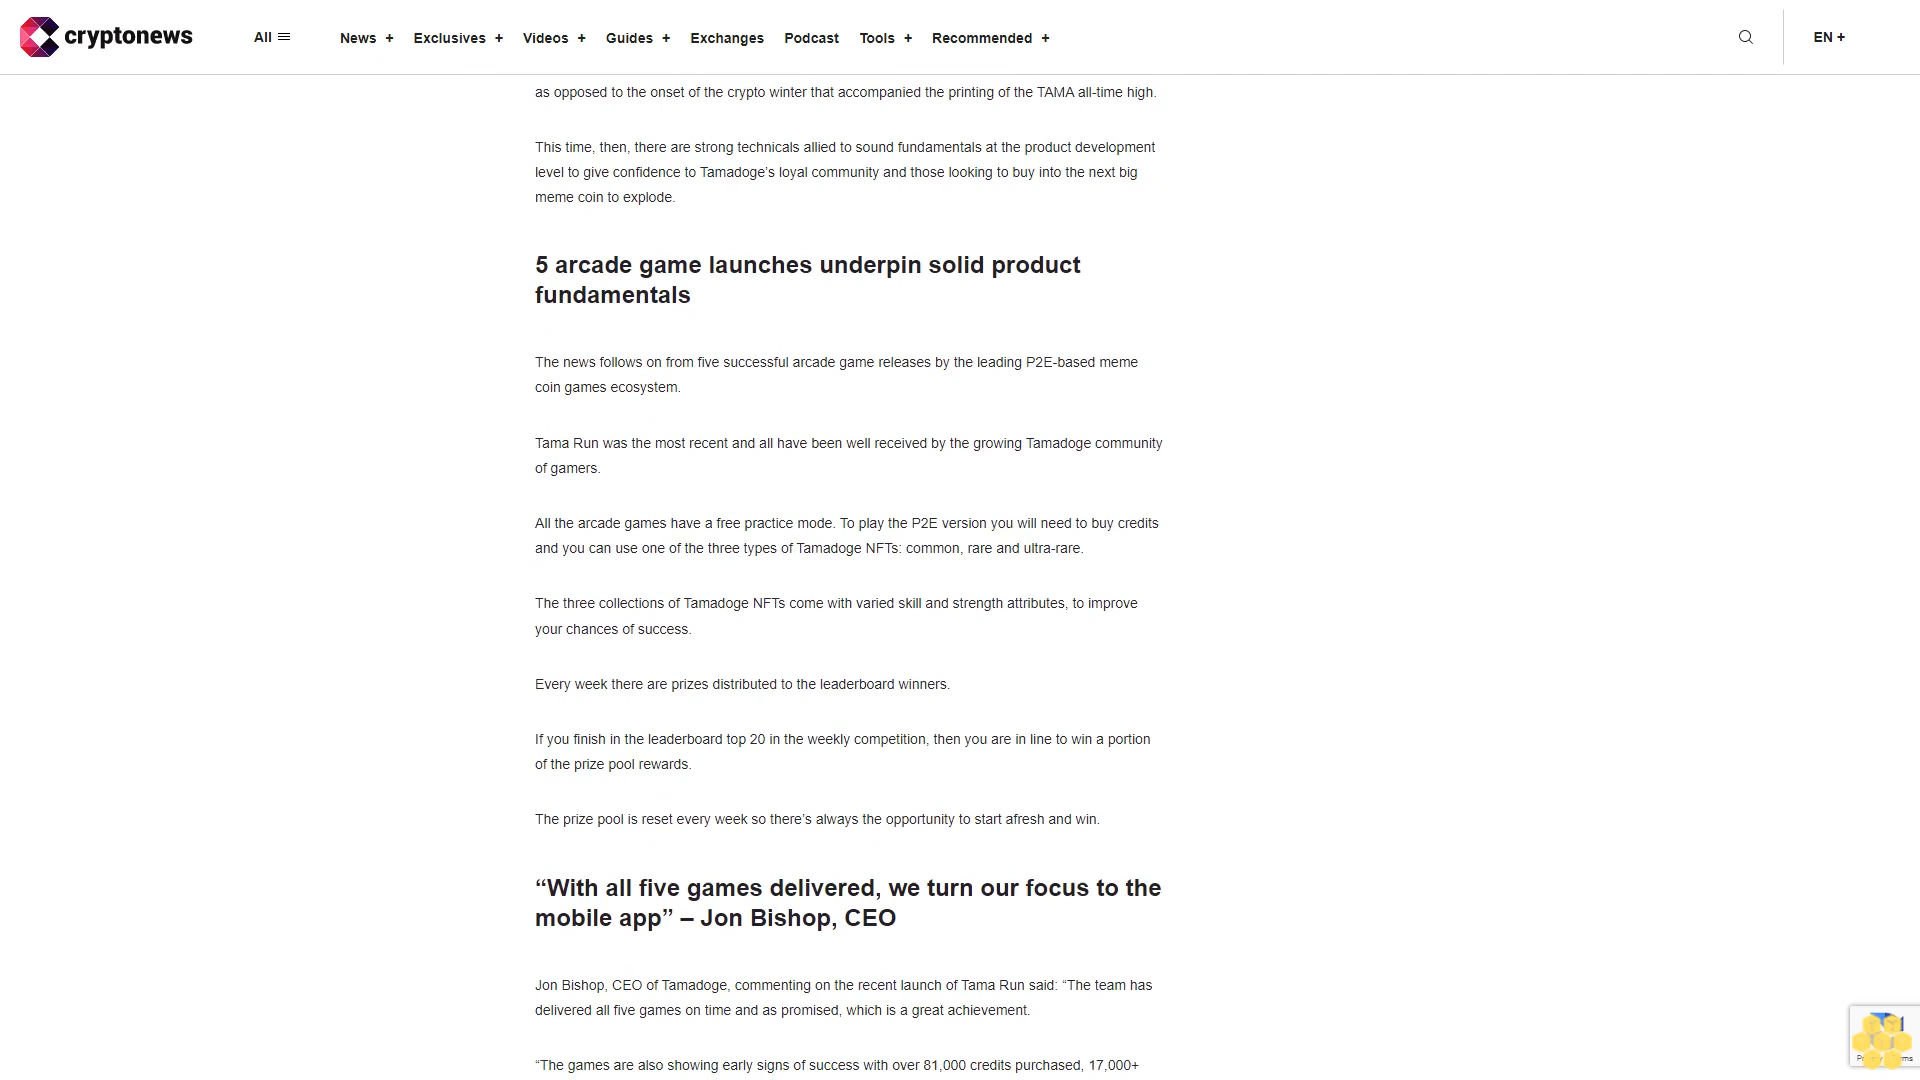 cryptonews
All
News +
Exclusives +
Videos +
Guides +
Exchanges
Podcast
Tools +
Recommended +
EN +
as opposed to the onset of the crypto winter that accompanied the printing of the TAMA all-time high.
This time, then, there are strong technicals allied to sound fundamentals at the product development
level to give confidence to Tamadoge’s loyal community and those looking to buy into the next big
meme coin to explode.
5 arcade game launches underpin solid product
fundamentals
The news follows on from five successful arcade game releases by the leading P2E-based meme
coin games ecosystem.
Tama Run was the most recent and all have been well received by the growing Tamadoge community
of gamers.
All the arcade games have a free practice mode. To play the P2E version you will need to buy credits
and you can use one of the three types of Tamadoge NFTs: common, rare and ultra-rare.
The three collections of Tamadoge NFTs come with varied skill and strength attributes, to improve
your chances of success.
Every week there are prizes distributed to the leaderboard winners.
If you finish in the leaderboard top 20 in the weekly competition, then you are in line to win a portion
of the prize pool rewards.
The prize pool is reset every week so there’s always the opportunity to start afresh and win.
“With all five games delivered, we turn our focus to the
mobile app” – Jon Bishop, CEO
Jon Bishop, CEO of Tamadoge, commenting on the recent launch of Tama Run said: “The team has
delivered all five games on time and as promised, which is a great achievement.
“The games are also showing early signs of success with over 81,000 credits purchased, 17,000+